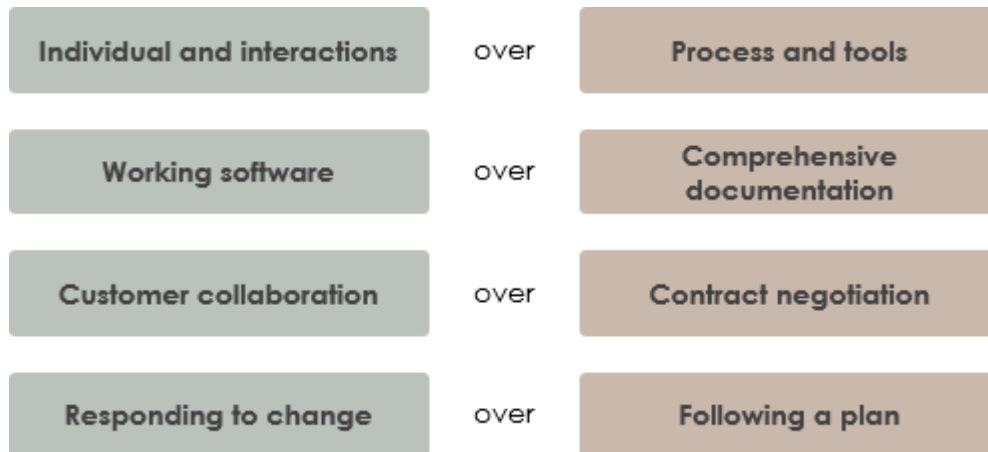 Individual and interactions over Process and tools
Working software over Comprehensive
documentation
Customer collaboration over Contract negotiation
Responding to change over Following a plan